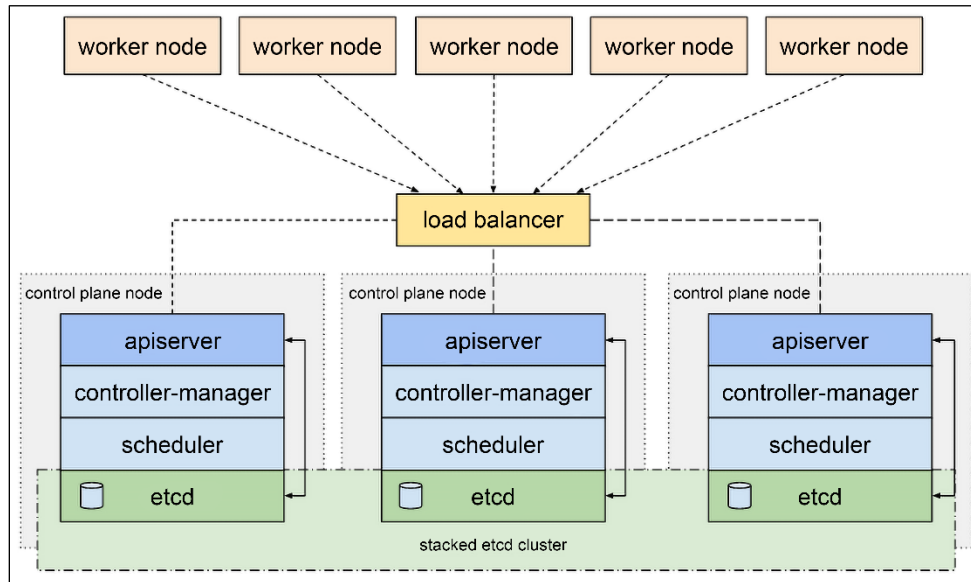 worker node
worker node
worker node
worker node
worker node
load balancer
control plane node
control plane node
control plane node
apiserver
apiserver
apiserver
controller-manager
controller-manager
controller-manager
scheduler
scheduler
scheduler
etcd
etcd
etcd
stacked etcd cluster